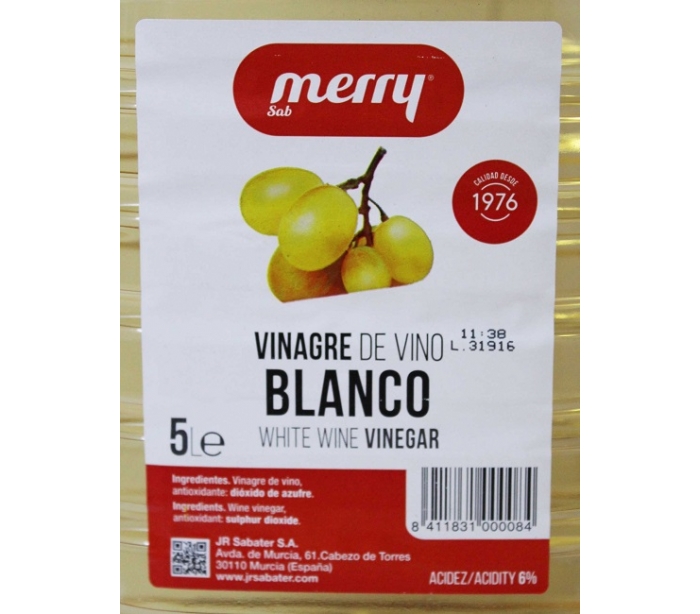 merry®
Sab
CALIDAD DESDE
1976
11:38
L.31916
VINAGRE DE VINO
BLANCO
WHITE WINE VINEGAR
5L℮
Ingredientes. Vinagre de vino,
antioxidante: dióxido de azufre.
Ingredients. Wine vinegar,
antioxidant: sulphur dioxide.
JR Sabater S.A.
Avda. de Murcia, 61.Cabezo de Torres
30110 Murcia (España)
www.jrsabater.com
8 411831 000084
ACIDEZ/ACIDITY 6%